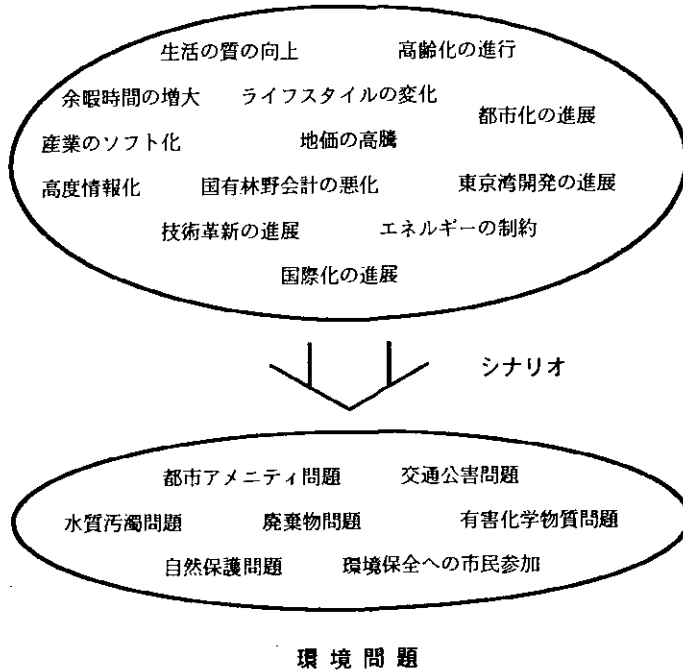 生活の質の向上 高齢化の進行
余暇時間の増大 ライフスタイルの変化
都市化の進展
産業のソフト化 地価の高騰
高度情報化 国有林野会計の悪化 東京湾開発の進展
技術革新の進展 エネルギーの制約
国際化の進展
シナリオ
都市アメニティ問題 交通公害問題
水質汚濁問題 廃棄物問題 有害化学物質問題
自然保護問題 環境保全への市民参加
環境問題